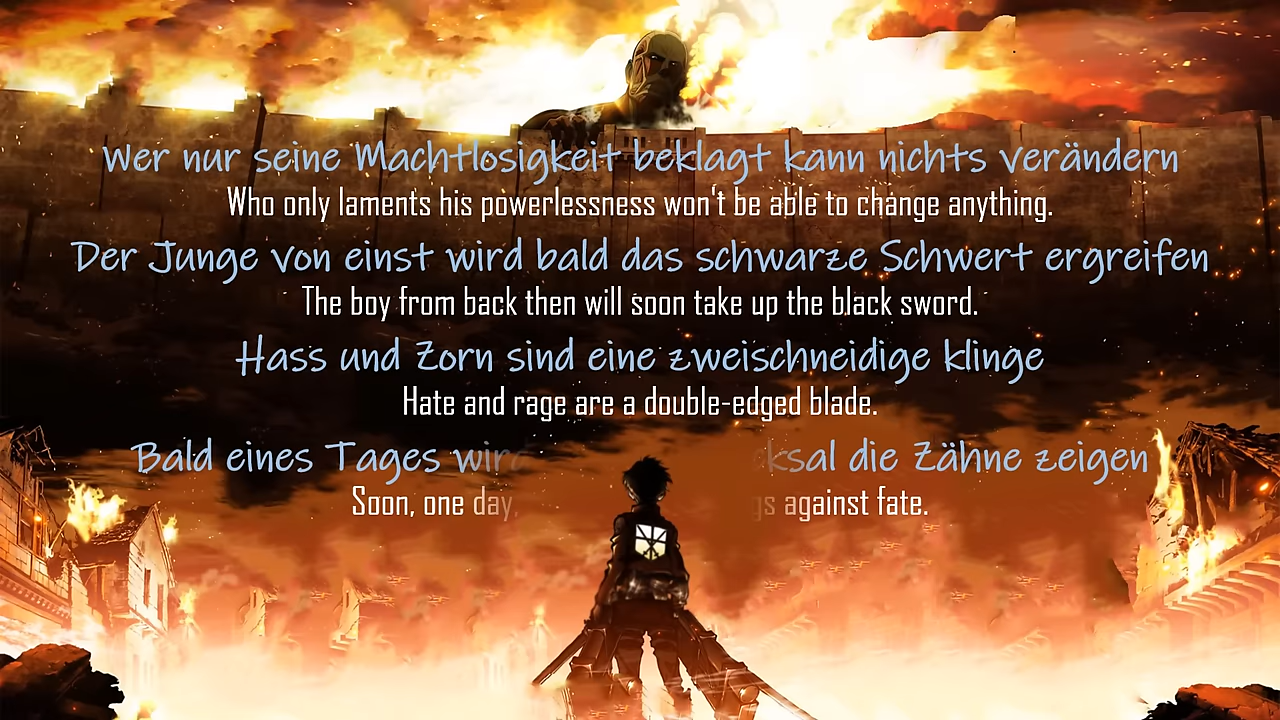 Wer nur seine Machtlosigkeit beklagt kann nichts verändern
Who only laments his powerlessness won't be able to change anything.
Der Junge von einst wird bald das schwarze Schwert ergreifen
The boy from back then will soon take up the black sword.
Hass und Zorn sind eine zweischneidige klinge
Hate and rage are a double-edged blade.
Bald eines Tages die Zähne zeigen
Soon, one day, against fate.